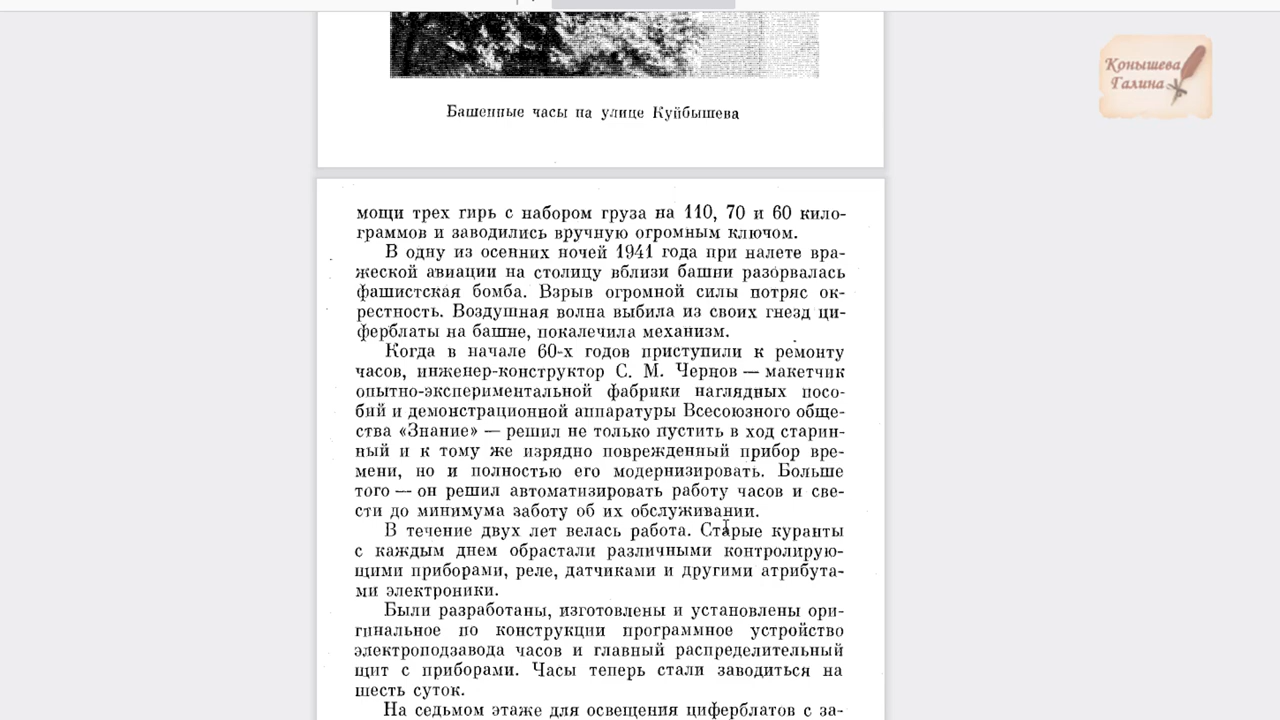 Конышева
Галина
Башенные часы на улице Куйбышева
мощи трех гирь с набором груза на 110, 70 и 60 кило-
граммов и заводились вручную огромным ключом.
В одну из осенних ночей 1941 года при налете вра-
жеской авиации на столицу вблизи башни разорвалась
фашистская бомба. Взрыв огромной силы потряс ок-
рестность. Воздушная волна выбила из своих гнезд ци-
ферблаты на башне, покалечила механизм.
Когда в начале 60-х годов приступили к ремонту
часов, инженер-конструктор С. М. Чернов — макетчик
опытно-экспериментальной фабрики наглядных посо-
бий и демонстрационной аппаратуры Всесоюзного обще-
ства «Знание» — решил не только пустить в ход старин-
ный и к тому же изрядно поврежденный прибор вре-
мени, но и полностью его модернизировать. Больше
того — он решил автоматизировать работу часов и све-
сти до минимума заботу об их обслуживании.
В течение двух лет велась работа. Старые куранты
с каждым днем обрастали различными контролирую-
щими приборами, реле, датчиками и другими атрибута-
ми электроники.
Были разработаны, изготовлены и установлены ори-
гинальное по конструкции программное устройство
электроподзавода часов и главный распределительный
щит с приборами. Часы теперь стали заводиться на
шесть суток.
На седьмом этаже для освещения циферблатов с за-